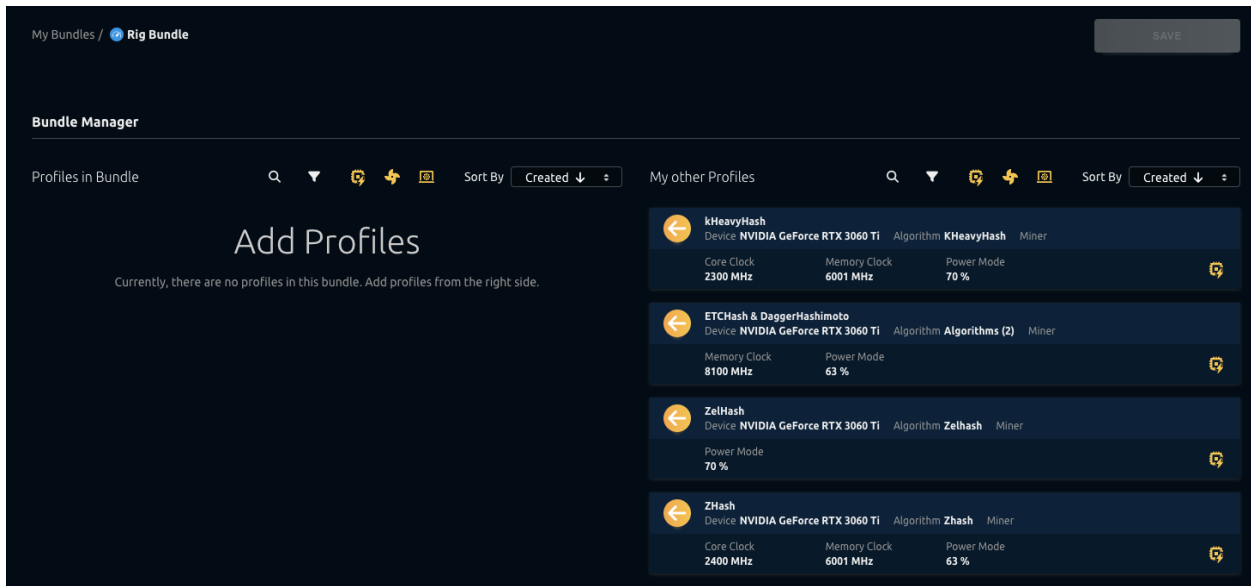 My Bundles / Rig Bundle
SAVE
Bundle Manager
Profiles in Bundle
Sort By Created ↓
Add Profiles
Currently, there are no profiles in this bundle. Add profiles from the right side.
My other Profiles
Sort By Created ↓
kHeavyHash
Device NVIDIA GeForce RTX 3060 Ti Algorithm KHeavyHash Miner
Core Clock Memory Clock Power Mode
2300 MHz 6001 MHz 70 %
ETCHash & DaggerHashimoto
Device NVIDIA GeForce RTX 3060 Ti Algorithm Algorithms (2) Miner
Memory Clock Power Mode
8100 MHz 63 %
ZelHash
Device NVIDIA GeForce RTX 3060 Ti Algorithm Zelhash Miner
Power Mode
70 %
ZHash
Device NVIDIA GeForce RTX 3060 Ti Algorithm Zhash Miner
Core Clock Memory Clock Power Mode
2400 MHz 6001 MHz 63 %